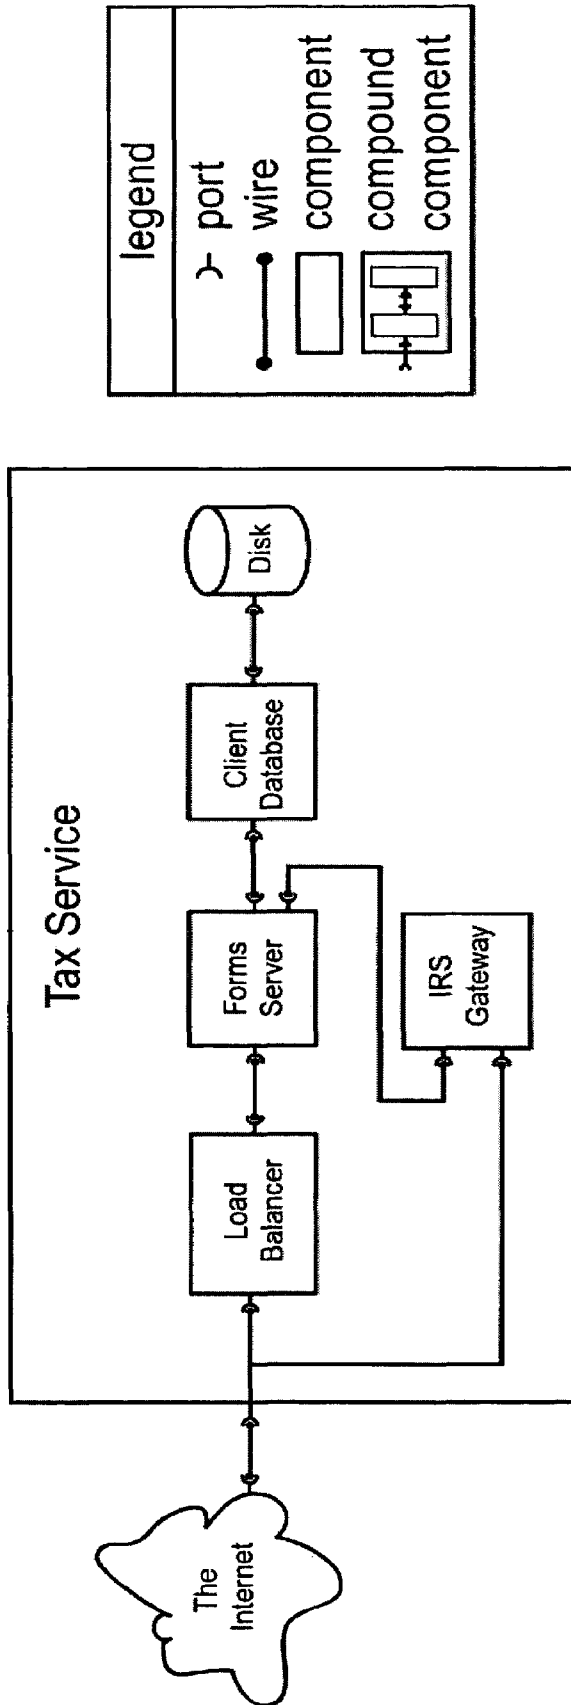 Tax Service
The
Internet
Load
Balancer
Forms
Server
Client
Database
Disk
IRS
Gateway
legend
port
wire
component
compound
component